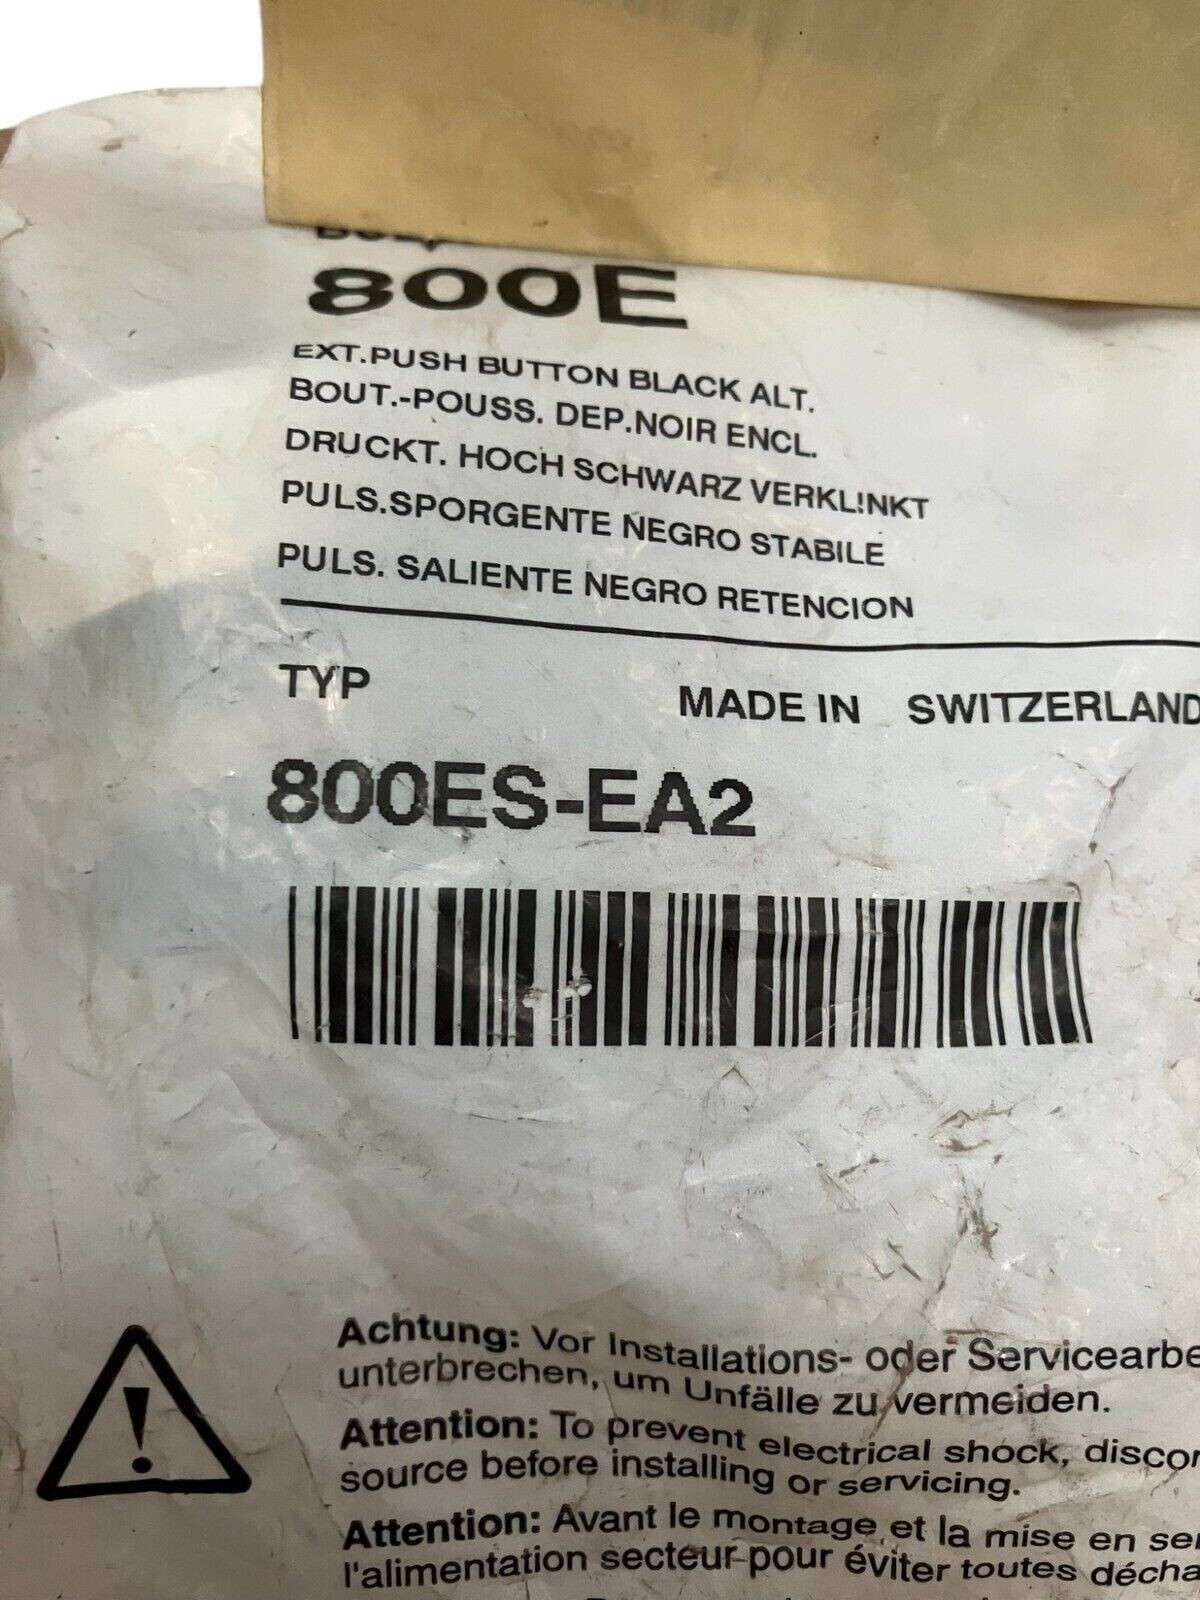 800E
EXT.PUSH BUTTON BLACK ALT.
BOUT.-POUSS. DEP.NOIR ENCL.
DRUCKT. HOCH SCHWARZ VERKL!NKT
PULS.SPORGENTE NEGRO STABILE
PULS. SALIENTE NEGRO RETENCION
TYP MADE IN SWITZERLAND
800ES-EA2
Achtung: Vor Installations- oder Servicearbe
unterbrechen, um Unfälle zu vermeiden.
Attention: To prevent electrical shock, discon
source before installing or servicing.
Attention: Avant le montage et la mise en ser
l'alimentation secteur pour éviter toutes décha